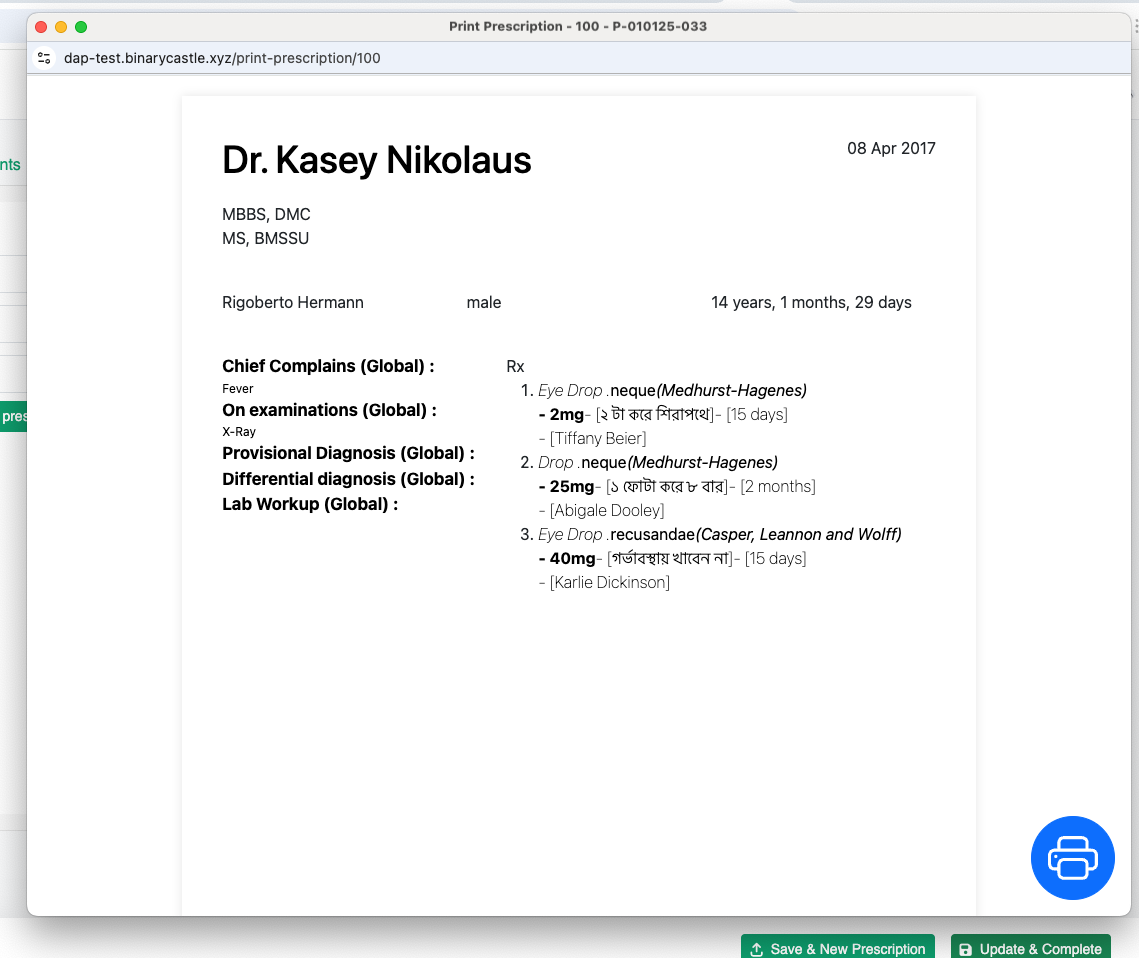 Print Prescription - 100 - P-010125-033
dap-test.binarycastle.xyz/print-prescription/100
nts
pres
Dr. Kasey Nikolaus
08 Apr 2017
MBBS, DMC
MS, BMSSU
Rigoberto Hermann male 14 years, 1 months, 29 days
Chief Complains (Global) :
Fever
On examinations (Global) :
X-Ray
Provisional Diagnosis (Global) :
Differential diagnosis (Global) :
Lab Workup (Global) :
Rx
1. Eye Drop .neque(Medhurst-Hagenes)
- 2mg- [২ টা করে শিরাপথে]- [15 days]
- [Tiffany Beier]
2. Drop .neque(Medhurst-Hagenes)
- 25mg- [১ ফোটা করে ৮ বার]- [2 months]
- [Abigale Dooley]
3. Eye Drop .recusandae(Casper, Leannon and Wolff)
- 40mg- [গর্ভাবস্থায় খাবেন না]- [15 days]
- [Karlie Dickinson]
Save & New Prescription
Update & Complete